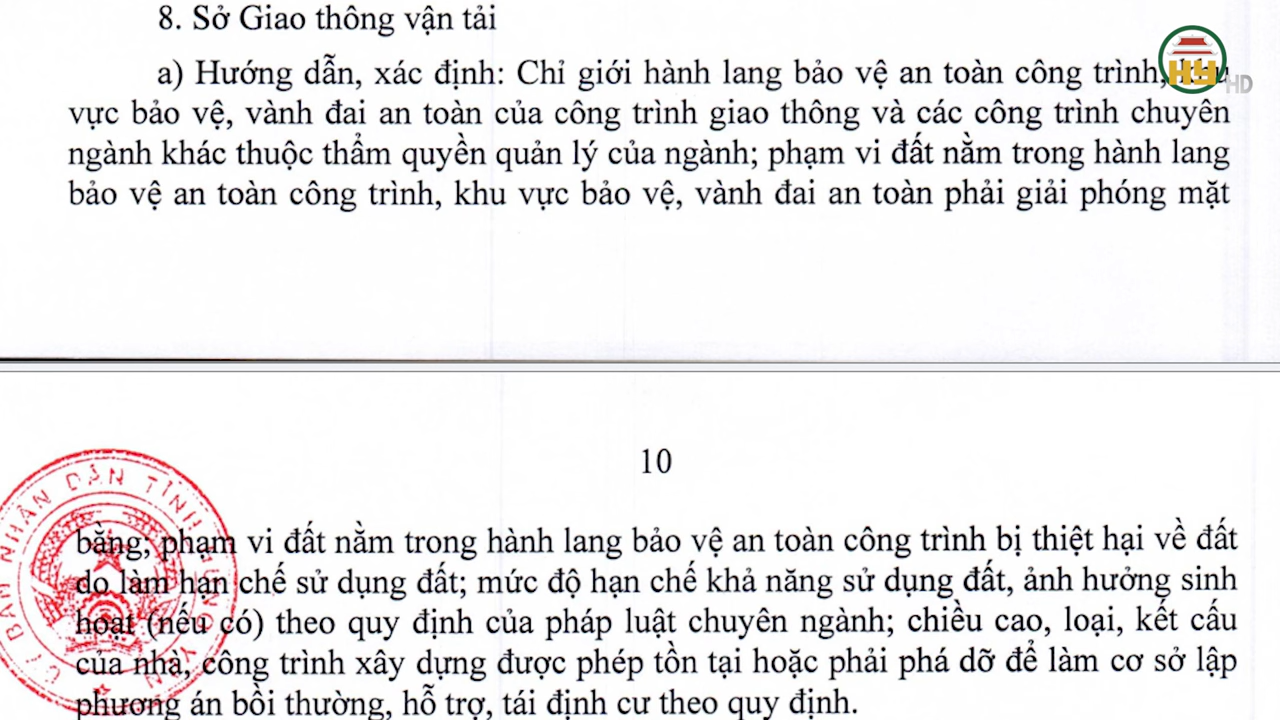 8. Sở Giao thông vận tải
a) Hướng dẫn, xác định: Chỉ giới hành lang bảo vệ an toàn công trình, khu
HY HD
vực bảo vệ, vành đai an toàn của công trình giao thông và các công trình chuyên
ngành khác thuộc thẩm quyền quản lý của ngành; phạm vi đất nằm trong hành lang
bảo vệ an toàn công trình, khu vực bảo vệ, vành đai an toàn phải giải phóng mặt
10
bằng, phạm vi đất nằm trong hành lang bảo vệ an toàn công trình bị thiệt hại về đất
do làm hạn chế sử dụng đất; mức độ hạn chế khả năng sử dụng đất, ảnh hưởng sinh
hoạt (nếu có) theo quy định của pháp luật chuyên ngành; chiều cao, loại, kết cấu
của nhà, công trình xây dựng được phép tồn tại hoặc phải phá dỡ để làm cơ sở lập
phương án bồi thường, hỗ trợ, tái định cư theo quy định.
BAN NHÂN DÂN TỈNH